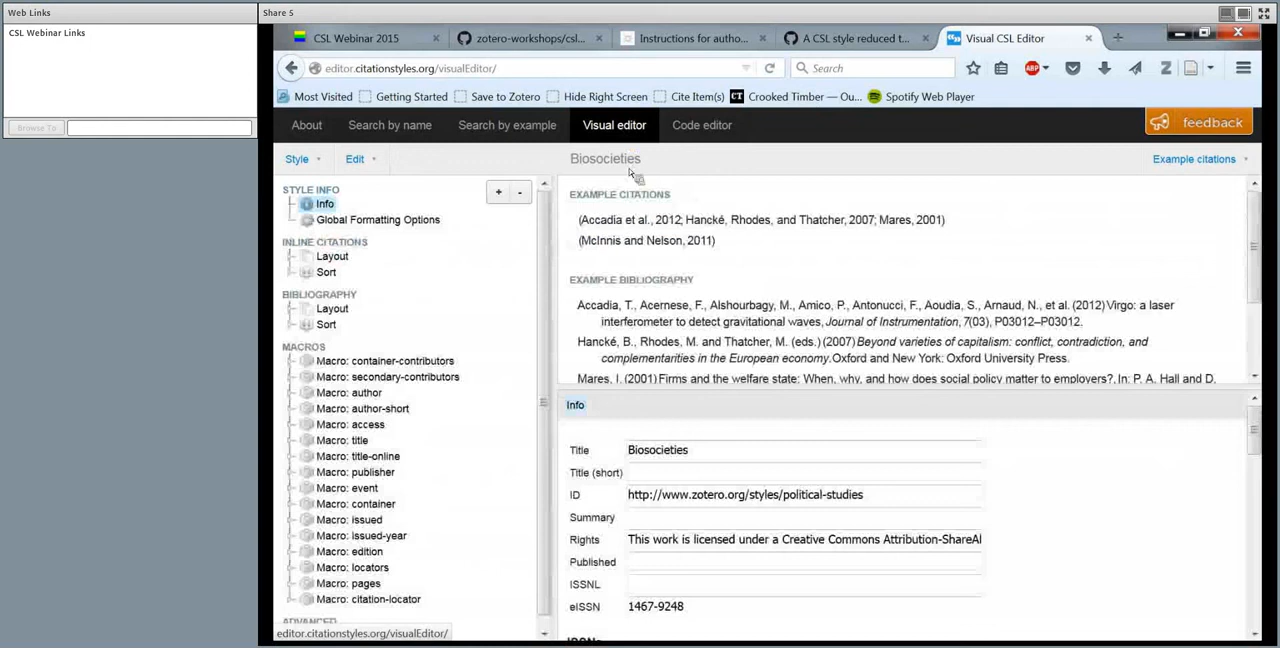 Web Links
CSL Webinar Links
Browse To
Share 5
CSL Webinar 2015
zotero-workshops/csl...
Instructions for autho...
A CSL style reduced t...
Visual CSL Editor
editor.citationstyles.org/visualEditor/
Search
ABP
Z
Most Visited
Getting Started
Save to Zotero
Hide Right Screen
Cite Item(s)
CT Crooked Timber — Ou...
Spotify Web Player
About
Search by name
Search by example
Visual editor
Code editor
feedback
Style
Edit
Biosocieties
Example citations
STYLE INFO
+
-
Info
Global Formatting Options
INLINE CITATIONS
Layout
Sort
BIBLIOGRAPHY
Layout
Sort
MACROS
Macro: container-contributors
Macro: secondary-contributors
Macro: author
Macro: author-short
Macro: access
Macro: title
Macro: title-online
Macro: publisher
Macro: event
Macro: container
Macro: issued
Macro: issued-year
Macro: edition
Macro: locators
Macro: pages
Macro: citation-locator
ADVANCED
editor.citationstyles.org/visualEditor/
EXAMPLE CITATIONS
(Accadia et al., 2012; Hancké, Rhodes, and Thatcher, 2007; Mares, 2001)
(McInnis and Nelson, 2011)
EXAMPLE BIBLIOGRAPHY
Accadia, T., Acernese, F., Alshourbagy, M., Amico, P., Antonucci, F., Aoudia, S., Arnaud, N., et al. (2012) Virgo: a laser
interferometer to detect gravitational waves, Journal of Instrumentation, 7(03), P03012–P03012.
Hancké, B., Rhodes, M. and Thatcher, M. (eds.) (2007) Beyond varieties of capitalism: conflict, contradiction, and
complementarities in the European economy. Oxford and New York: Oxford University Press.
Mares, I. (2001) Firms and the welfare state: When, why, and how does social policy matter to employers?, In: P. A. Hall and D.
Info
Title Biosocieties
Title (short)
ID http://www.zotero.org/styles/political-studies
Summary
Rights This work is licensed under a Creative Commons Attribution-ShareAl
Published
ISSNL
eISSN 1467-9248
ISSNs